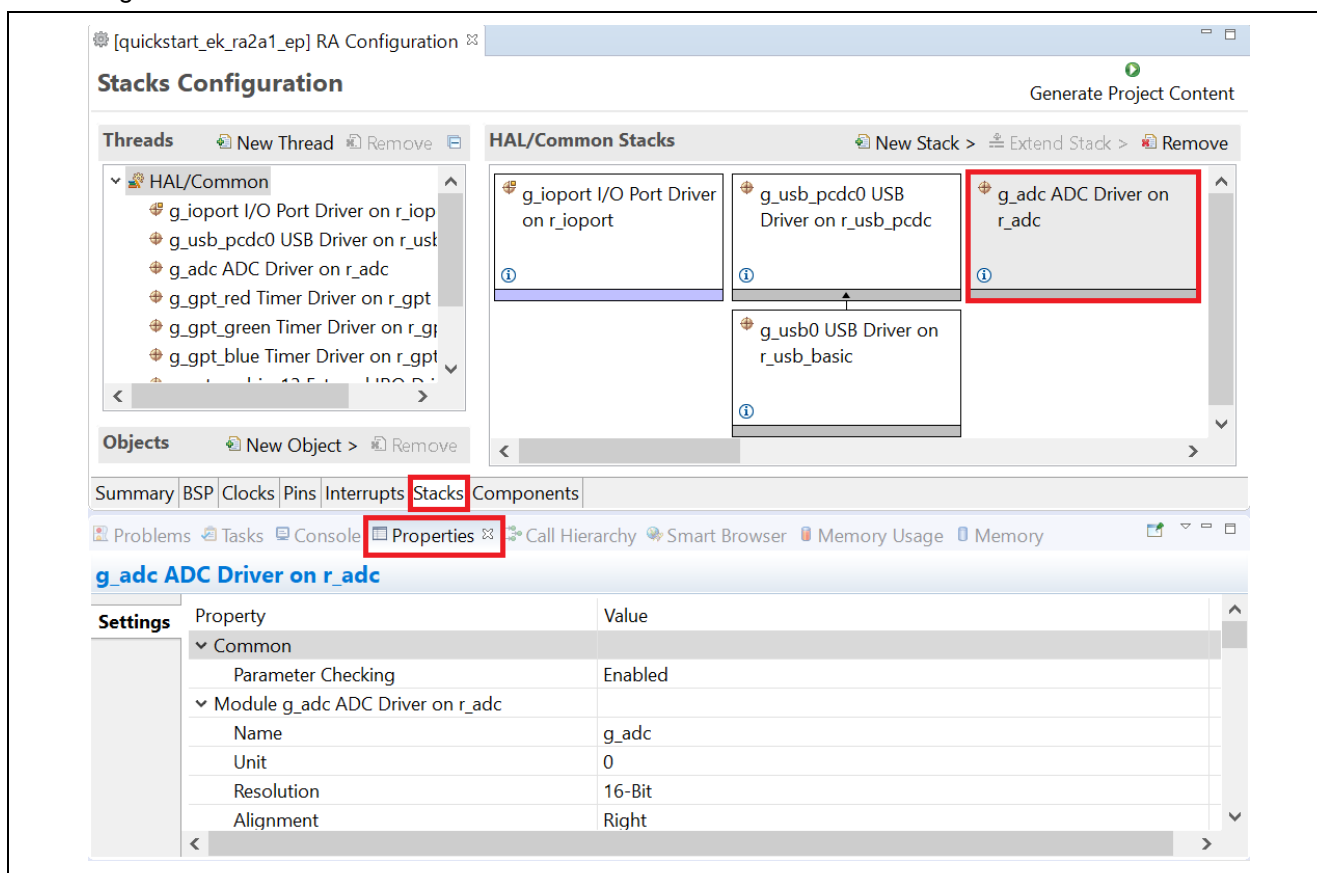 [quickstart_ek_ra2a1_ep] RA Configuration
Stacks Configuration
Generate Project Content
Threads New Thread Remove
HAL/Common
g_ioport I/O Port Driver on r_iop
g_usb_pcdc0 USB Driver on r_usb
g_adc ADC Driver on r_adc
g_gpt_red Timer Driver on r_gpt
g_gpt_green Timer Driver on r_gp
g_gpt_blue Timer Driver on r_gpt
Objects New Object > Remove
HAL/Common Stacks New Stack > Extend Stack > Remove
g_ioport I/O Port Driver
on r_ioport
g_usb_pcdc0 USB
Driver on r_usb_pcdc
g_adc ADC Driver on
r_adc
g_usb0 USB Driver on
r_usb_basic
Summary BSP Clocks Pins Interrupts Stacks Components
Problems Tasks Console Properties Call Hierarchy Smart Browser Memory Usage Memory
g_adc ADC Driver on r_adc
Settings Property Value
Common
Parameter Checking Enabled
Module g_adc ADC Driver on r_adc
Name g_adc
Unit 0
Resolution 16-Bit
Alignment Right